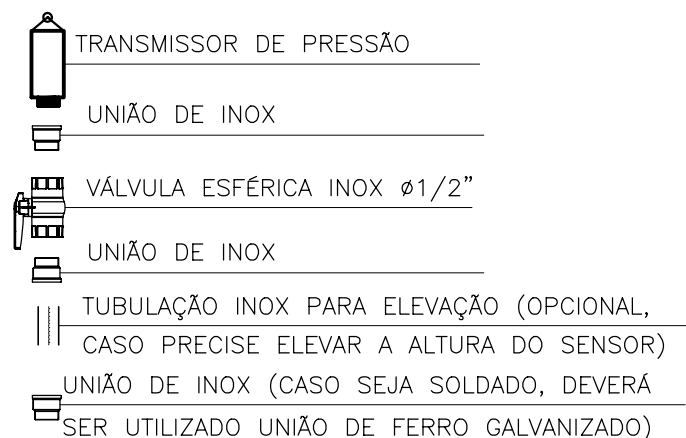 TRANSMISSOR DE PRESSÃO
UNIÃO DE INOX
VÁLVULA ESFÉRICA INOX ø1/2"
UNIÃO DE INOX
TUBULAÇÃO INOX PARA ELEVAÇÃO (OPCIONAL,
CASO PRECISE ELEVAR A ALTURA DO SENSOR)
UNIÃO DE INOX (CASO SEJA SOLDADO, DEVERÁ
SER UTILIZADO UNIÃO DE FERRO GALVANIZADO)